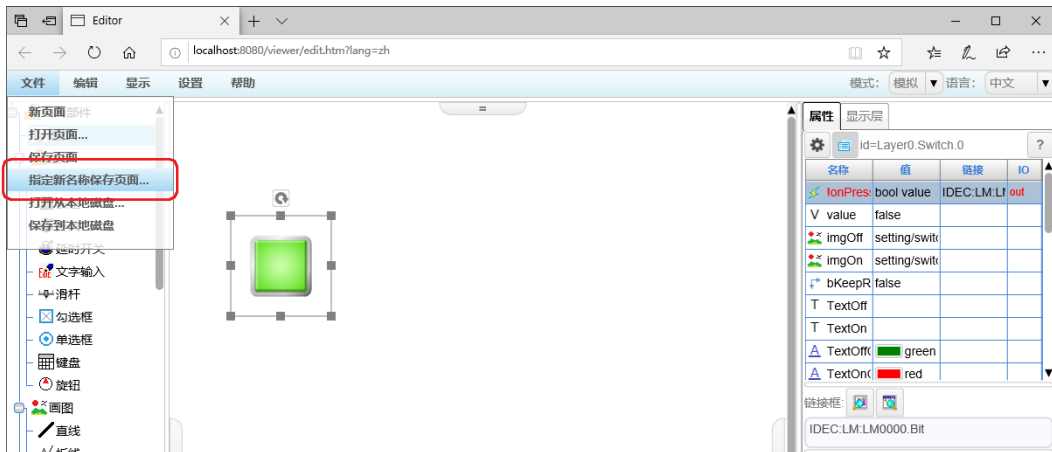 Editor
localhost:8080/viewer/edit.htm?lang=zh
文件 编辑 显示 设置 帮助 模式: 模拟 语言: 中文
新页面
部件
打开页面...
保存页面
指定新名称保存页面...
打开从本地磁盘...
保存到本地磁盘
延时开关
文字输入
滑杆
勾选框
单选框
键盘
旋钮
画图
直线
属性 显示层
id=Layer0.Switch.0 ?
名称 值 链接 IO
!onPress bool value IDEC:LM:LM out
V value false
imgOff setting/switc
imgOn setting/switc
bKeepR false
T TextOff
T TextOn
A TextOff( green
A TextOn( red
链接框:
IDEC:LM:LM0000.Bit